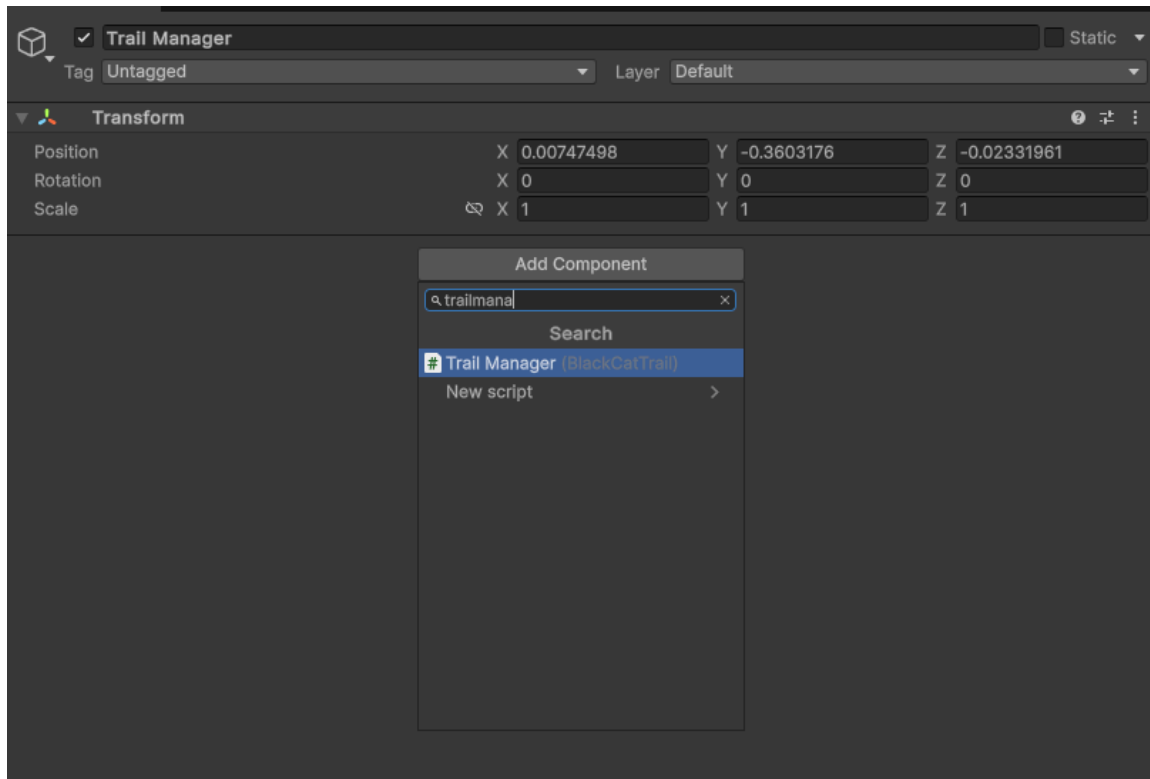 Trail Manager
Static
Tag Untagged
Layer Default
Transform
Position X 0.00747498 Y -0.3603176 Z -0.02331961
Rotation X 0 Y 0 Z 0
Scale X 1 Y 1 Z 1
Add Component
trailmana
Search
# Trail Manager (BlackCatTrail)
New script